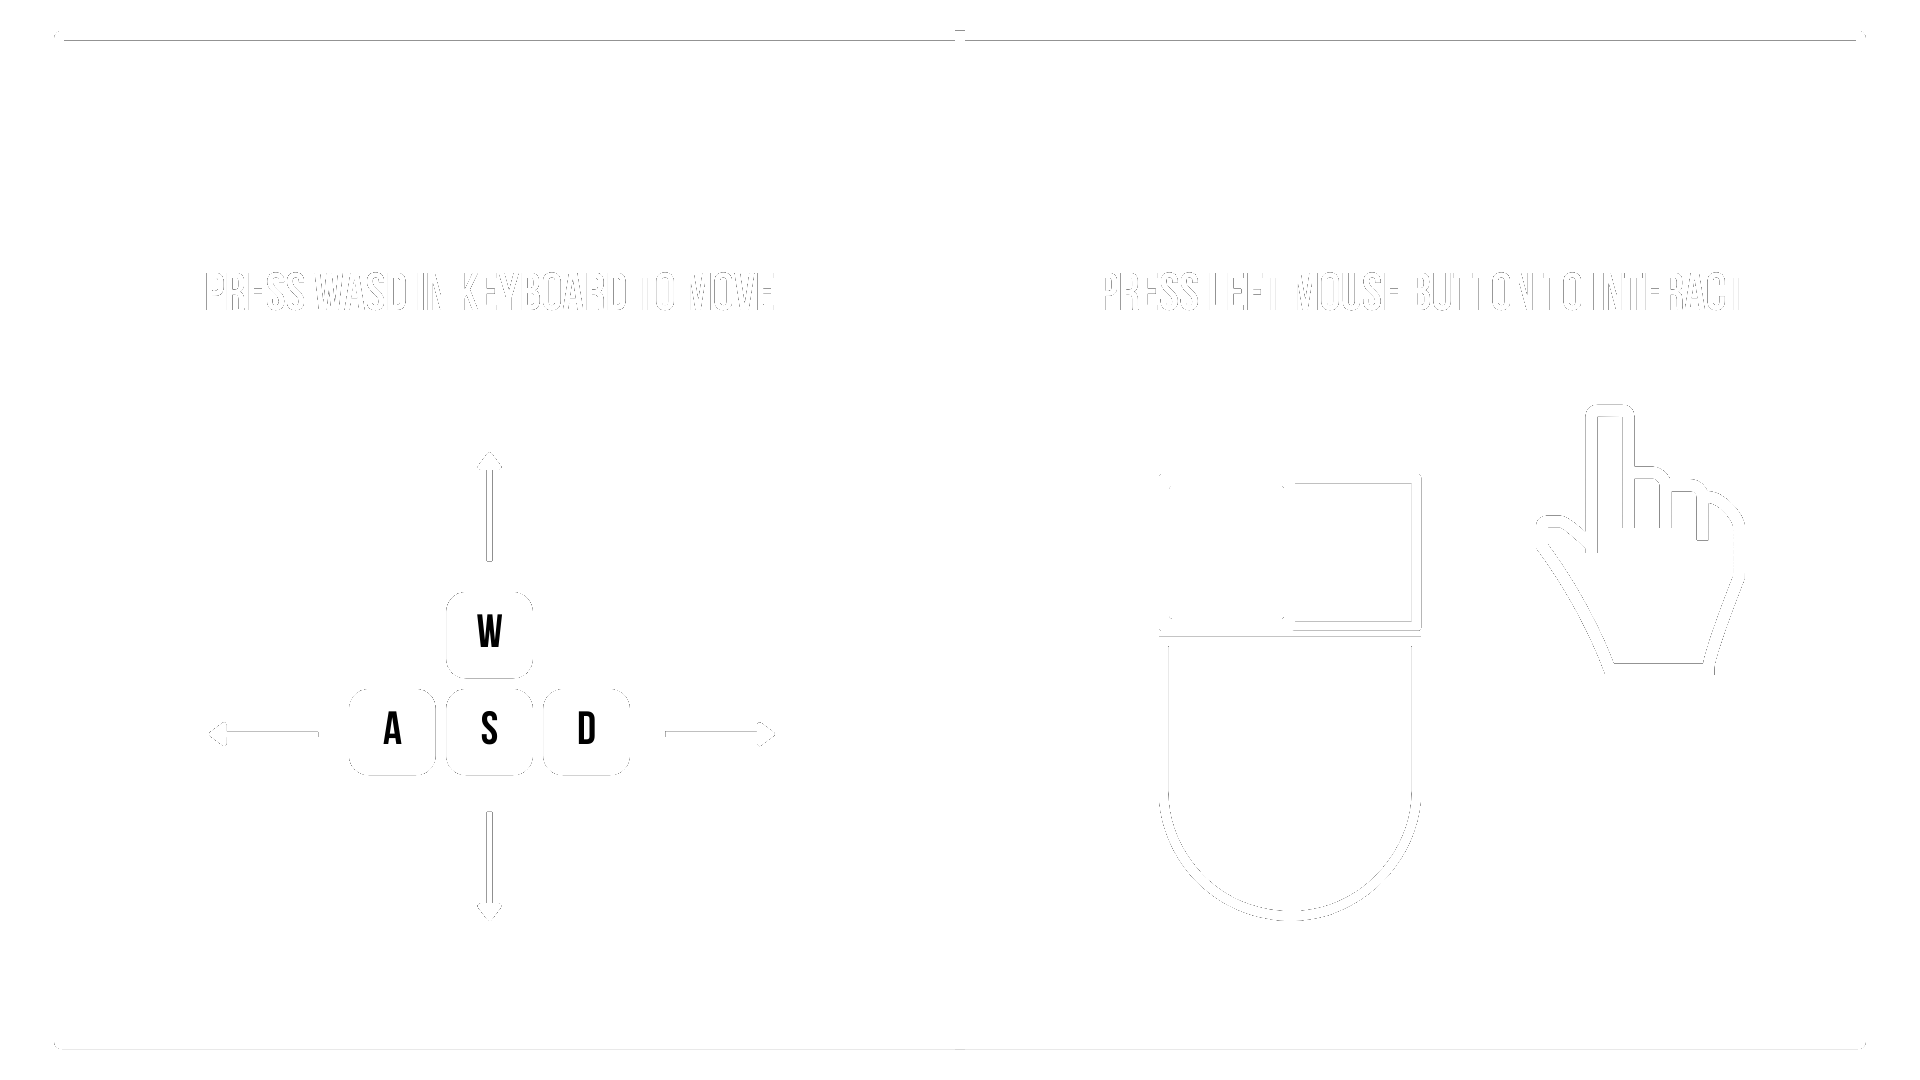 PRESS WASD IN KEYBOARD TO MOVE
PRESS LEFT MOUSE BUTTON TO INTERACT
W
A S D